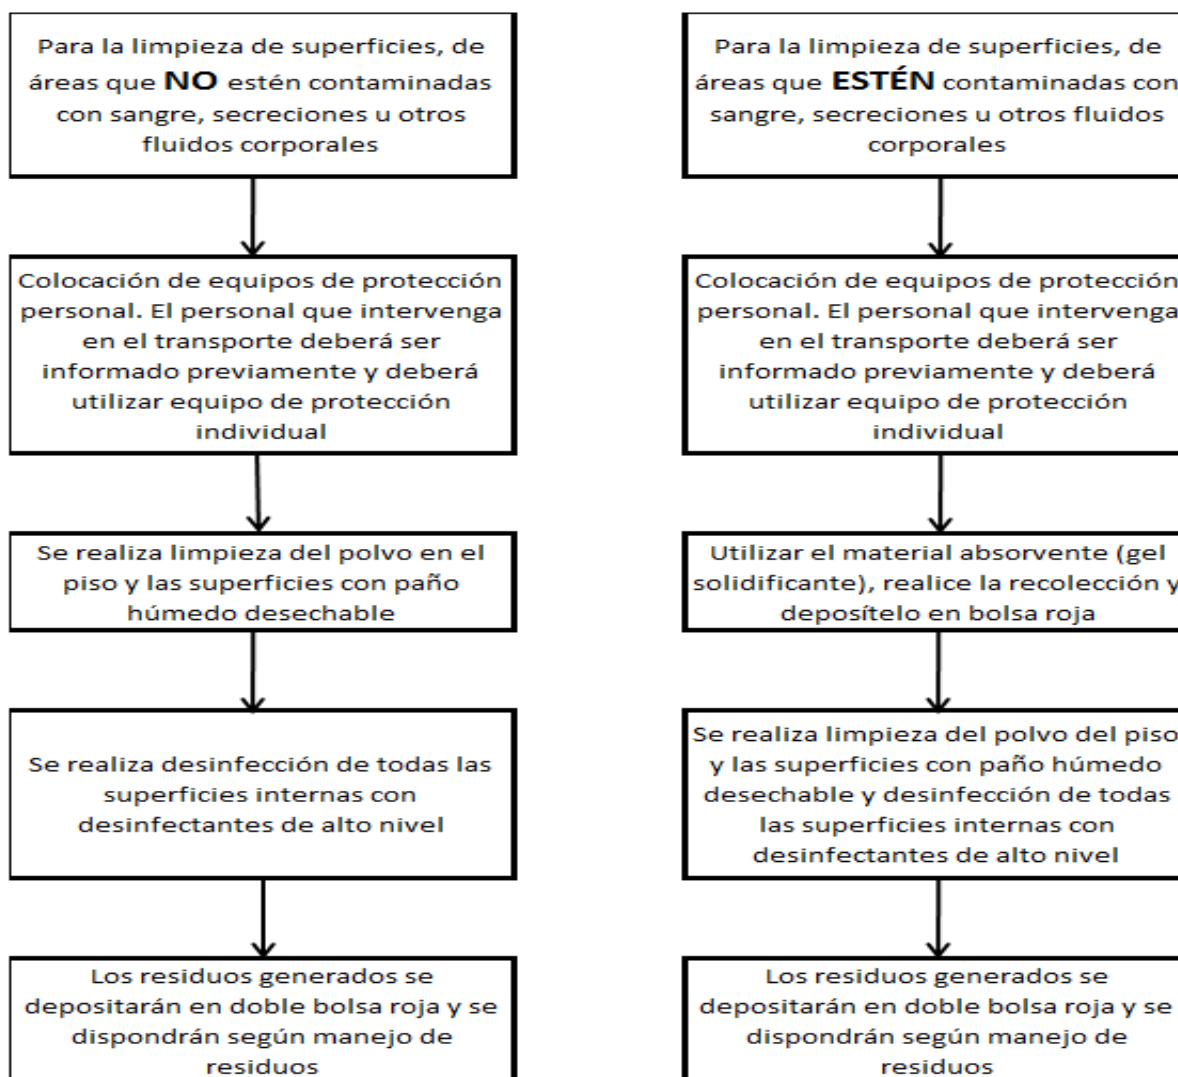 Para la limpieza de superficies, de
áreas que NO estén contaminadas
con sangre, secreciones u otros
fluidos corporales
Colocación de equipos de protección
personal. El personal que intervenga
en el transporte deberá ser
informado previamente y deberá
utilizar equipo de protección
individual
Se realiza limpieza del polvo en el
piso y las superficies con paño
húmedo desechable
Se realiza desinfección de todas las
superficies internas con
desinfectantes de alto nivel
Los residuos generados se
depositarán en doble bolsa roja y se
dispondrán según manejo de
residuos
Para la limpieza de superficies, de
áreas que ESTÉN contaminadas con
sangre, secreciones u otros fluidos
corporales
Colocación de equipos de protección
personal. El personal que intervenga
en el transporte deberá ser
informado previamente y deberá
utilizar equipo de protección
individual
Utilizar el material absorvente (gel
solidificante), realice la recolección y
deposítelo en bolsa roja
Se realiza limpieza del polvo del piso
y las superficies con paño húmedo
desechable y desinfección de todas
las superficies internas con
desinfectantes de alto nivel
Los residuos generados se
depositarán en doble bolsa roja y se
dispondrán según manejo de
residuos